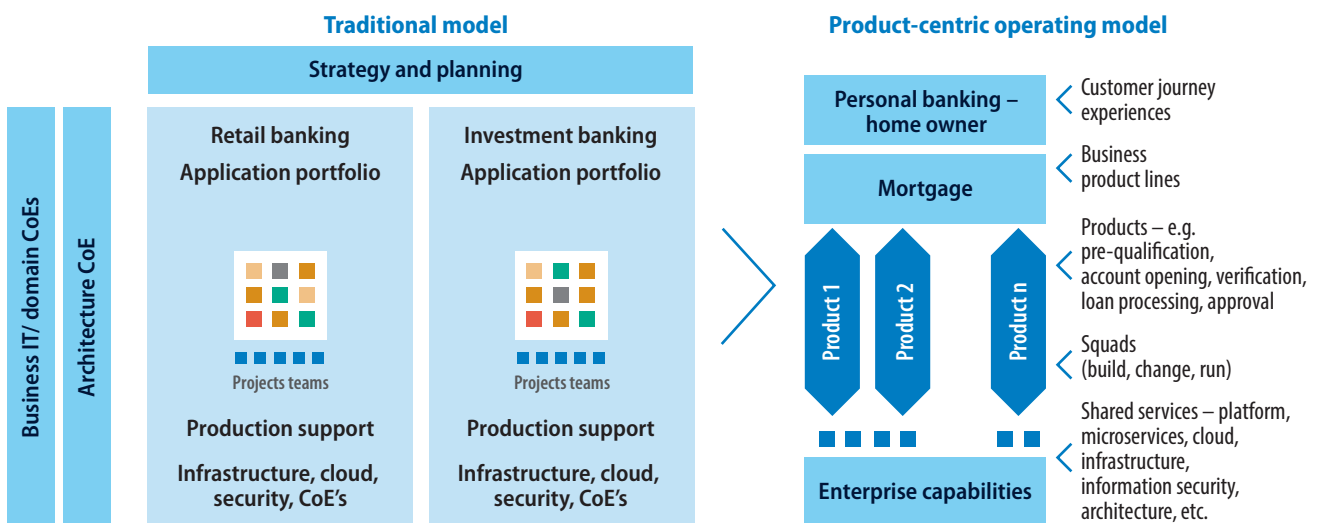 Traditional model
Strategy and planning
Business IT/ domain CoEs
Architecture CoE
Retail banking
Application portfolio
Projects teams
Production support
Infrastructure, cloud,
security, CoE's
Investment banking
Application portfolio
Projects teams
Production support
Infrastructure, cloud,
security, CoE's
Product-centric operating model
Personal banking –
home owner
Mortgage
Product 1
Product 2
Product n
Enterprise capabilities
Customer journey
experiences
Business
product lines
Products – e.g.
pre-qualification,
account opening, verification,
loan processing, approval
Squads
(build, change, run)
Shared services – platform,
microservices, cloud,
infrastructure,
information security,
architecture, etc.